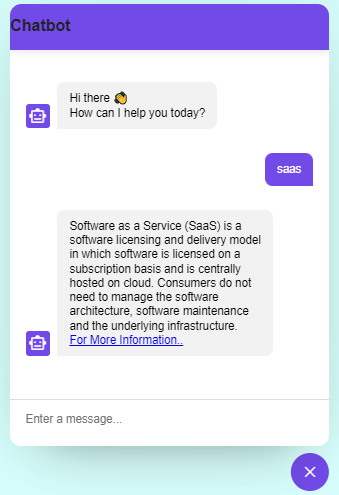 Chatbot
Hi there 👋
How can I help you today?
saas
Software as a Service (SaaS) is a
software licensing and delivery model
in which software is licensed on a
subscription basis and is centrally
hosted on cloud. Consumers do not
need to manage the software
architecture, software maintenance
and the underlying infrastructure.
For More Information..
Enter a message...